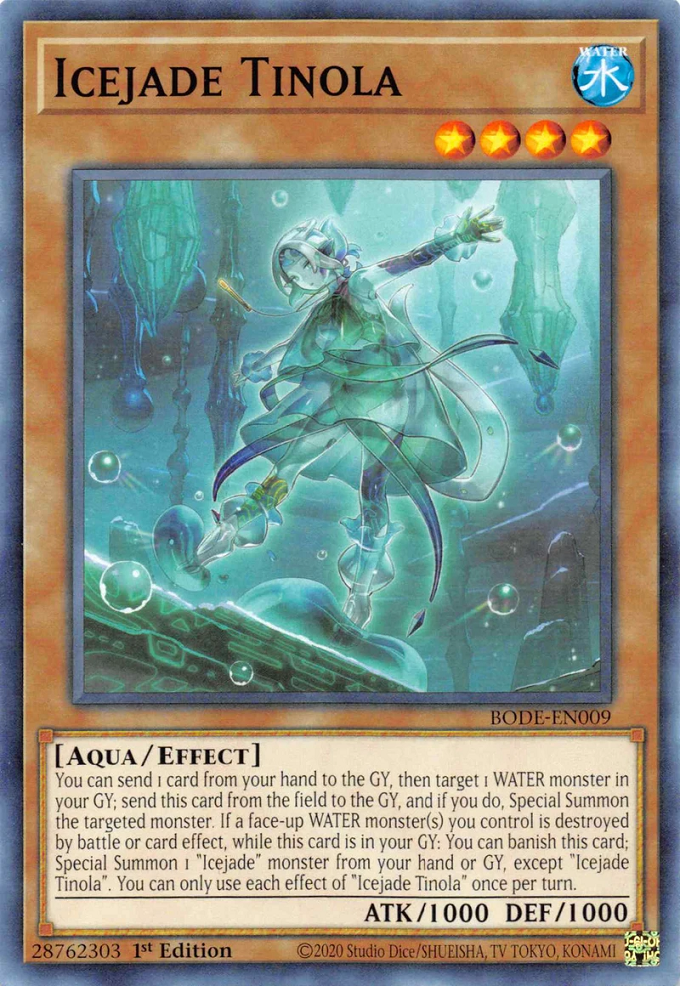 ICEJADE TINOLA
WATER
水
BODE-EN009
[AQUA/EFFECT]
You can send 1 card from your hand to the GY, then target 1 WATER monster in
your GY; send this card from the field to the GY, and if you do, Special Summon
the targeted monster. If a face-up WATER monster(s) you control is destroyed
by battle or card effect, while this card is in your GY: You can banish this card;
Special Summon 1 "Icejade" monster from your hand or GY, except "Icejade
Tinola". You can only use each effect of "Icejade Tinola" once per turn.
ATK/1000 DEF/1000
28762303 1st Edition ©2020 Studio Dice/SHUEISHA, TV TOKYO, KONAMI